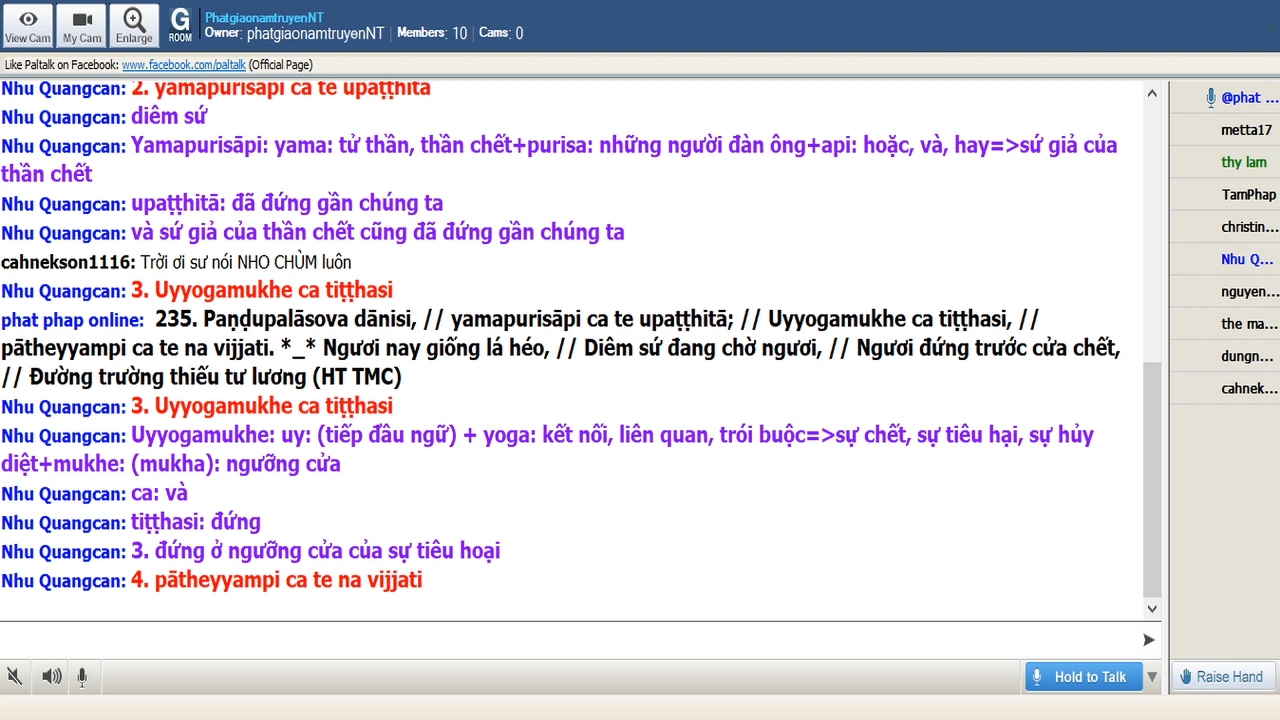 PhatgiaonamtruyenNT
Owner: phatgiaonamtruyenNT | Members: 10 | Cams: 0
View Cam My Cam Enlarge G ROOM
Like Paltalk on Facebook: www.facebook.com/paltalk (Official Page)
Nhu Quangcan: 2. yamapurisāpi ca te upaṭṭhitā
Nhu Quangcan: diêm sứ
Nhu Quangcan: Yamapurisāpi: yama: tử thần, thần chết+purisa: những người đàn ông+api: hoặc, và, hay=>sứ giả của
thần chết
Nhu Quangcan: upaṭṭhitā: đã đứng gần chúng ta
Nhu Quangcan: và sứ giả của thần chết cũng đã đứng gần chúng ta
cahnekson1116: Trời ơi sư nói NHO CHÙM luôn
Nhu Quangcan: 3. Uyyogamukhe ca tiṭṭhasi
phat phap online: 235. Paṇḍupalāsova dānisi, // yamapurisāpi ca te upaṭṭhitā; // Uyyogamukhe ca tiṭṭhasi, //
pātheyyampi ca te na vijjati. *_* Ngươi nay giống lá héo, // Diêm sứ đang chờ ngươi, // Ngươi đứng trước cửa chết,
// Đường trường thiếu tư lương (HT TMC)
Nhu Quangcan: 3. Uyyogamukhe ca tiṭṭhasi
Nhu Quangcan: Uyyogamukhe: uy: (tiếp đầu ngữ) + yoga: kết nối, liên quan, trói buộc=>sự chết, sự tiêu hại, sự hủy
diệt+mukhe: (mukha): ngưỡng cửa
Nhu Quangcan: ca: và
Nhu Quangcan: tiṭṭhasi: đứng
Nhu Quangcan: 3. đứng ở ngưỡng cửa của sự tiêu hoại
Nhu Quangcan: 4. pātheyyampi ca te na vijjati
@phat ...
metta17
thy lam
TamPhap
christin...
Nhu Q...
nguyen...
the ma...
dungn...
cahnek...
Hold to Talk
Raise Hand